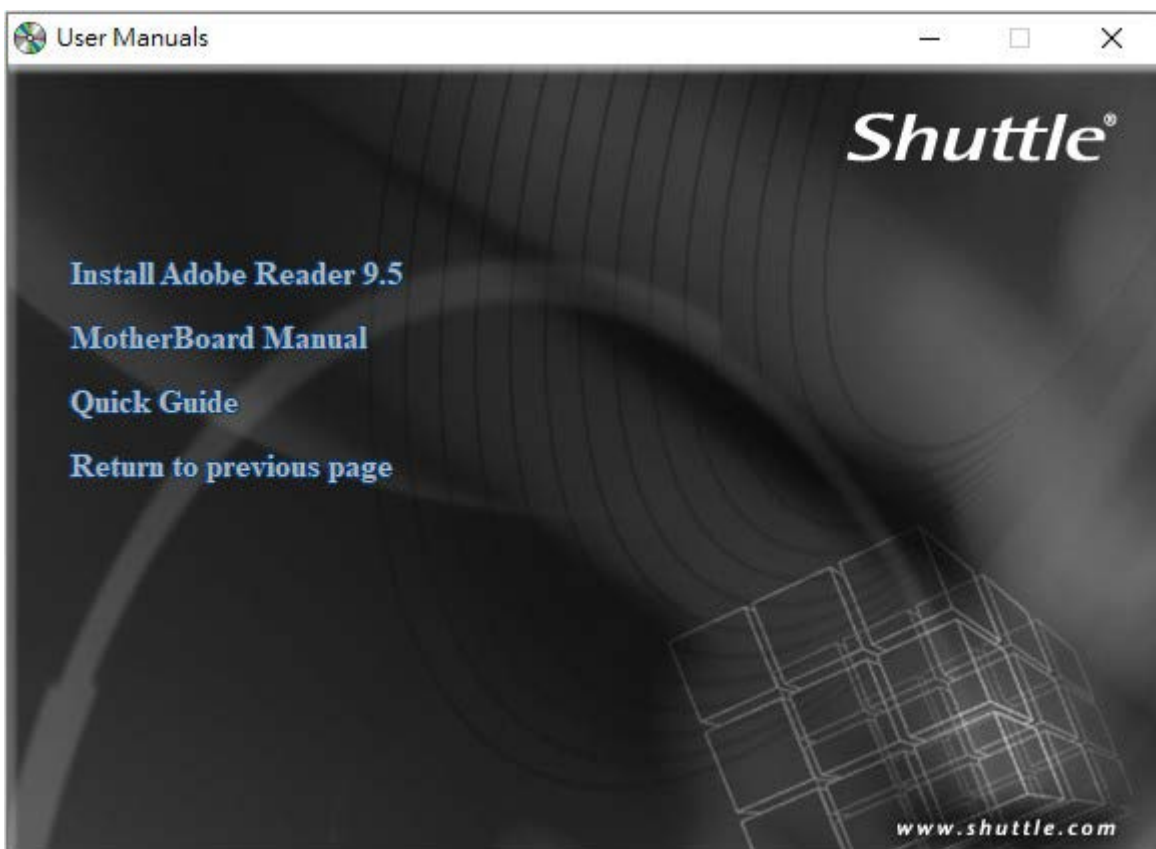 User Manuals
Shuttle®
Install Adobe Reader 9.5
MotherBoard Manual
Quick Guide
Return to previous page
www.shuttle.com